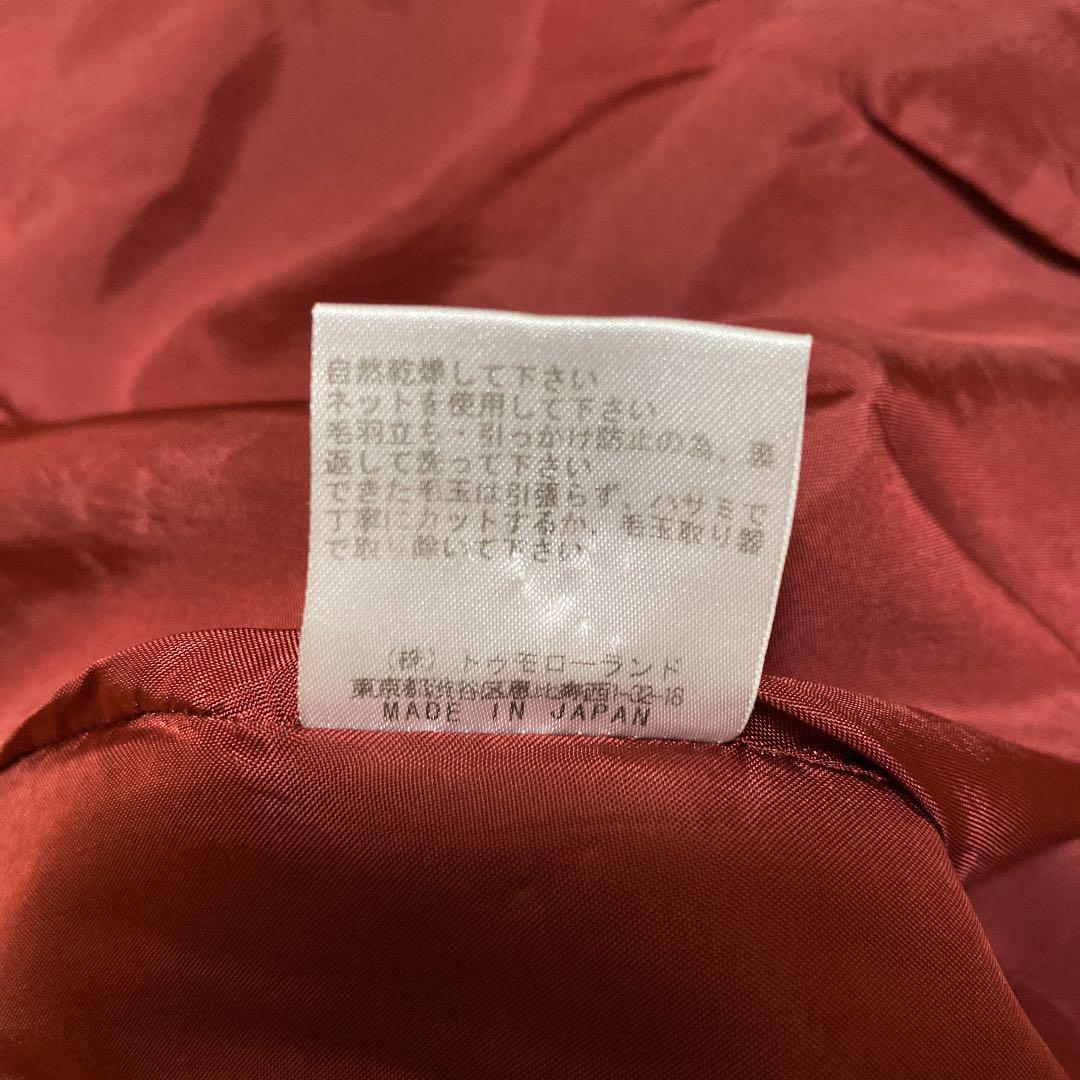 自然乾燥して下さい
ネットを使用して下さい
毛羽立ち・引っかけ防止の為、裏
返して洗って下さい
できた毛玉は引張らず、ハサミで
丁寧にカットするか、毛玉取り器
で取り除いて下さい
(株)トゥモローランド
東京都渋谷区恵比寿西1-32-18
MADE IN JAPAN